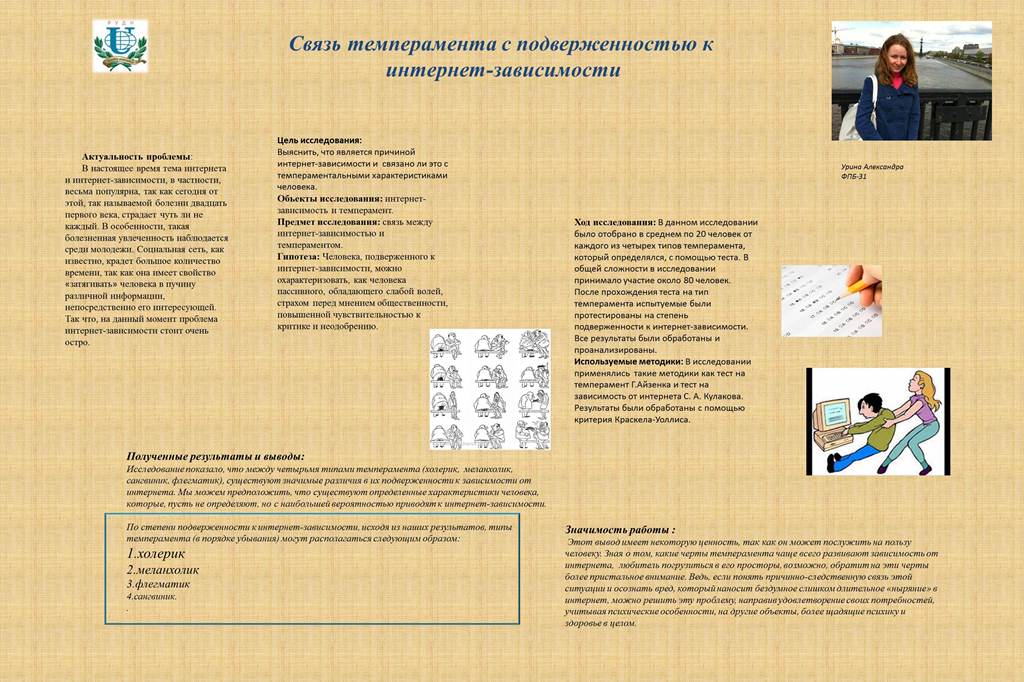 РУДН
Связь темперамента с подверженностью к
интернет-зависимости
Урина Александра
ФПБ-31
Актуальность проблемы:
В настоящее время тема интернета
и интернет-зависимости, в частности,
весьма популярна, так как сегодня от
этой, так называемой болезни двадцать
первого века, страдает чуть ли не
каждый. В особенности, такая
болезненная увлеченность наблюдается
среди молодежи. Социальная сеть, как
известно, крадет большое количество
времени, так как она имеет свойство
«затягивать» человека в пучину
различной информации,
непосредственно его интересующей.
Так что, на данный момент проблема
интернет-зависимости стоит очень
остро.
Цель исследования:
Выяснить, что является причиной
интернет-зависимости и связано ли это с
темпераментальными характеристиками
человека.
Объекты исследования: интернет-
зависимость и темперамент.
Предмет исследования: связь между
интернет-зависимостью и
темпераментом.
Гипотеза: Человека, подверженного к
интернет-зависимости, можно
охарактеризовать, как человека
пассивного, обладающего слабой волей,
страхом перед мнением общественности,
повышенной чувствительностью к
критике и неодобрению.
Ход исследования: В данном исследовании
было отобрано в среднем по 20 человек от
каждого из четырех типов темперамента,
который определялся, с помощью теста. В
общей сложности в исследовании
принимало участие около 80 человек.
После прохождения теста на тип
темперамента испытуемые были
протестированы на степень
подверженности к интернет-зависимости.
Все результаты были обработаны и
проанализированы.
Используемые методики: В исследовании
применялись такие методики как тест на
темперамент Г.Айзенка и тест на
зависимость от интернета С. А. Кулакова.
Результаты были обработаны с помощью
критерия Краскела-Уоллиса.
Полученные результаты и выводы:
Исследование показало, что между четырьмя типами темперамента (холерик, меланхолик,
сангвиник, флегматик), существуют значимые различия в их подверженности к зависимости от
интернета. Мы можем предположить, что существуют определенные характеристики человека,
которые, пусть не определяют, но с наибольшей вероятностью приводят к интернет-зависимости.
По степени подверженности к интернет-зависимости, исходя из наших результатов, типы
темперамента (в порядке убывания) могут располагаться следующим образом:
1.холерик
2.меланхолик
3.флегматик
4.сангвиник.
.
Значимость работы :
Этот вывод имеет некоторую ценность, так как он может послужить на пользу
человеку. Зная о том, какие черты темперамента чаще всего развивают зависимость от
интернета, любитель погрузиться в его просторы, возможно, обратит на эти черты
более пристальное внимание. Ведь, если понять причинно-следственную связь этой
ситуации и осознать вред, который наносит бездумное слишком длительное «ныряние» в
интернет, можно решить эту проблему, направив удовлетворение своих потребностей,
учитывая психические особенности, на другие объекты, более щадящие психику и
здоровье в целом.